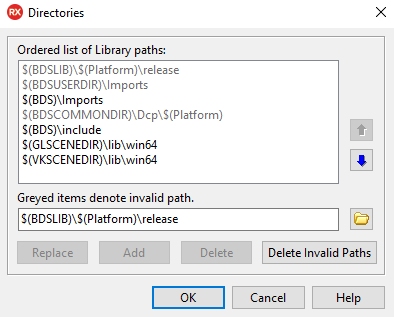 RX Directories
Ordered list of Library paths:
$(BDSLIB)\$(Platform)\release
$(BDSUSERDIR)\Imports
$(BDS)\Imports
$(BDSCOMMONDIR)\Dcp\$(Platform)
$(BDS)\include
$(GLSCENEDIR)\lib\win64
$(VKSCENEDIR)\lib\win64
Greyed items denote invalid path.
$(BDSLIB)\$(Platform)\release
Replace Add Delete Delete Invalid Paths
OK Cancel Help